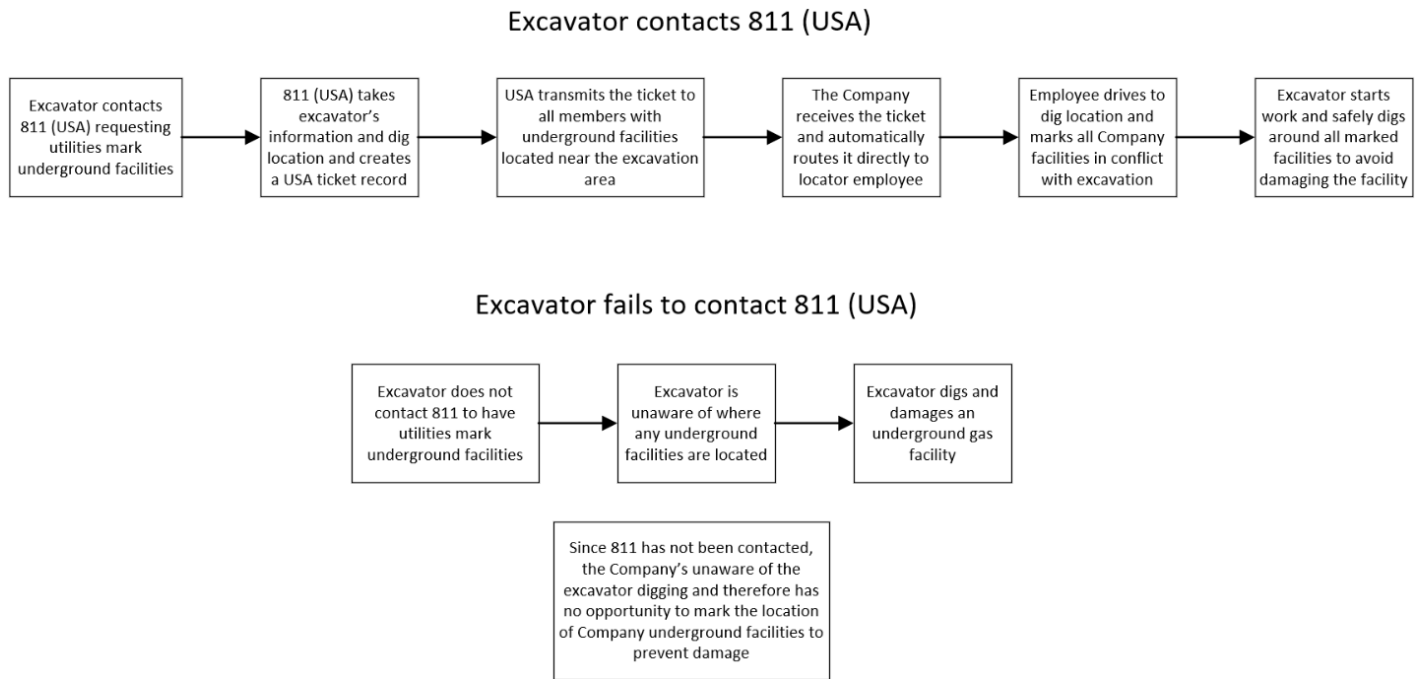 Excavator contacts 811 (USA)
Excavator contacts
811 (USA) requesting
utilities mark
underground facilities
811 (USA) takes
excavator's
information and dig
location and creates
a USA ticket record
USA transmits the ticket to
all members with
underground facilities
located near the excavation
area
The Company
receives the ticket
and automatically
routes it directly to
locator employee
Employee drives to
dig location and
marks all Company
facilities in conflict
with excavation
Excavator starts
work and safely digs
around all marked
facilities to avoid
damaging the facility
Excavator fails to contact 811 (USA)
Excavator does not
contact 811 to have
utilities mark
underground facilities
Excavator is
unaware of where
any underground
facilities are located
Excavator digs and
damages an
underground gas
facility
Since 811 has not been contacted,
the Company's unaware of the
excavator digging and therefore has
no opportunity to mark the location
of Company underground facilities to
prevent damage